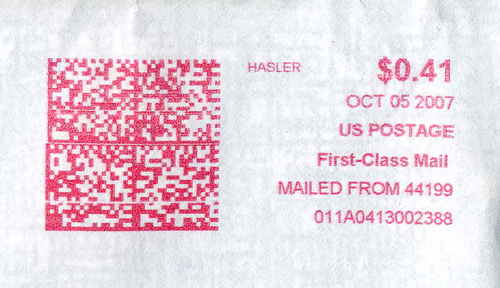 HASLER $0.41
OCT 05 2007
US POSTAGE
First-Class Mail
MAILED FROM 44199
011A0413002388